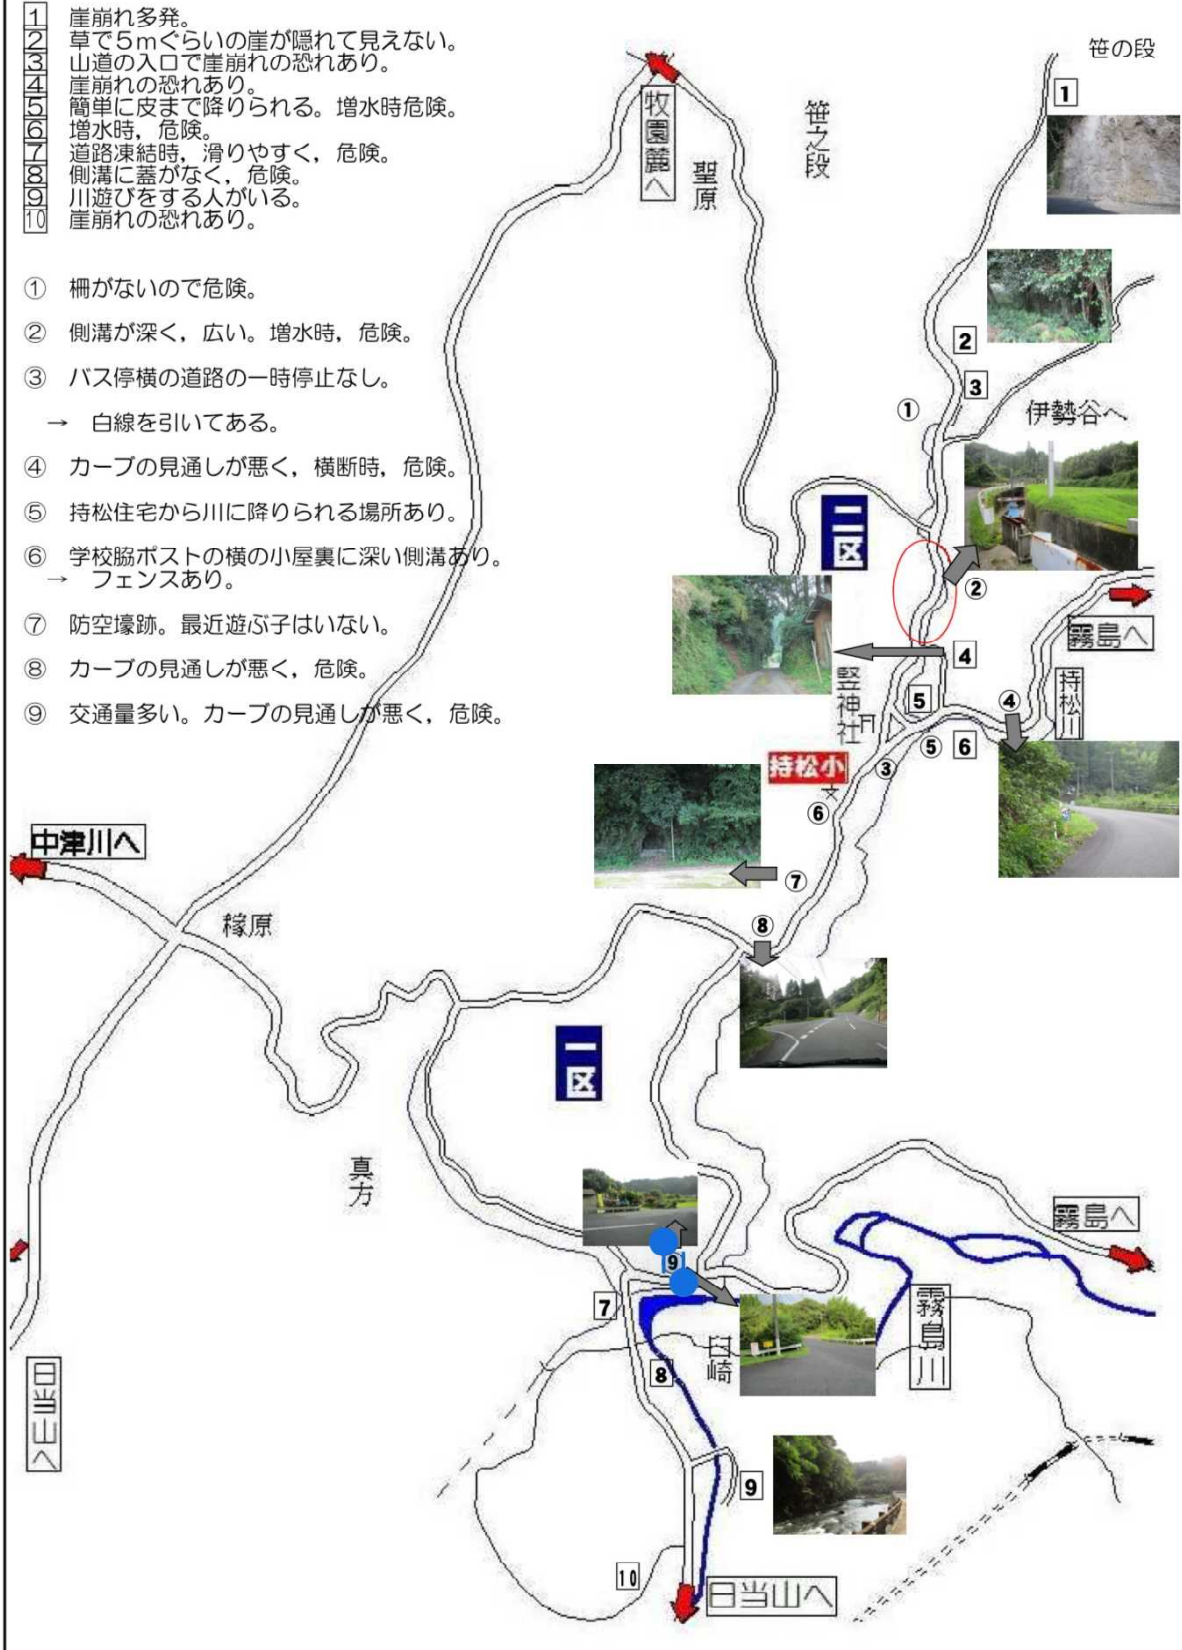 1 崖崩れ多発。
2 草で5mぐらいの崖が隠れて見えない。
3 山道の入口で崖崩れの恐れあり。
4 崖崩れの恐れあり。
5 簡単に皮まで降りられる。増水時危険。
6 増水時，危険。
7 道路凍結時，滑りやすく，危険。
8 側溝に蓋がなく，危険。
9 川遊びをする人がいる。
10 崖崩れの恐れあり。
① 柵がないので危険。
② 側溝が深く，広い。増水時，危険。
③ バス停横の道路の一時停止なし。
→ 白線を引いてある。
④ カーブの見通しが悪く，横断時，危険。
⑤ 持松住宅から川に降りられる場所あり。
⑥ 学校脇ポストの横の小屋裏に深い側溝あり。
→ フェンスあり。
⑦ 防空壕跡。最近遊ぶ子はいない。
⑧ カーブの見通しが悪く，危険。
⑨ 交通量多い。カーブの見通しが悪く，危険。
笹の段
1
牧園麓へ
聖原
笹之段
2
3
①
伊勢谷へ
二区
②
霧島へ
4
竪神社
5
④
持松川
⑤
6
持松小
③
文
⑥
⑦
中津川へ
稼原
⑧
一区
真方
霧島へ
9
7
臼崎
霧島川
8
日当山へ
9
10
日当山へ